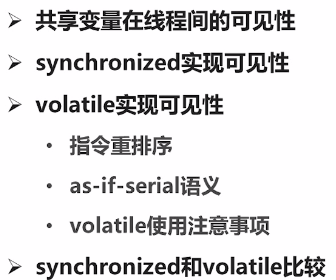 ➢ 共享变量在线程间的可见性
➢ synchronized实现可见性
➢ volatile实现可见性
• 指令重排序
• as-if-serial语义
• volatile使用注意事项
➢ synchronized和volatile比较